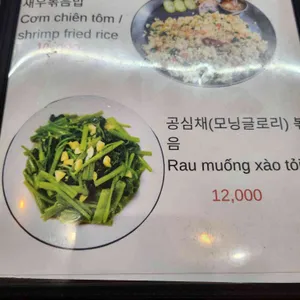 새우볶음밥
Cơm chiên tôm /
shrimp fried rice
공심채(모닝글로리) 볶
음
Rau muống xào tỏi
12,000